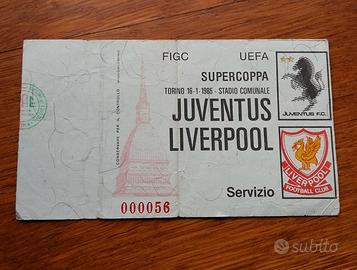 FIGC UEFA
SUPERCOPPA
TORINO 16-1-1985 - STADIO COMUNALE
JUVENTUS
LIVERPOOL
Servizio
JUVENTUS F.C.
LIVERPOOL
FOOTBALL CLUB
CONSERVARE PER IL CONTROLLO
000056
subito